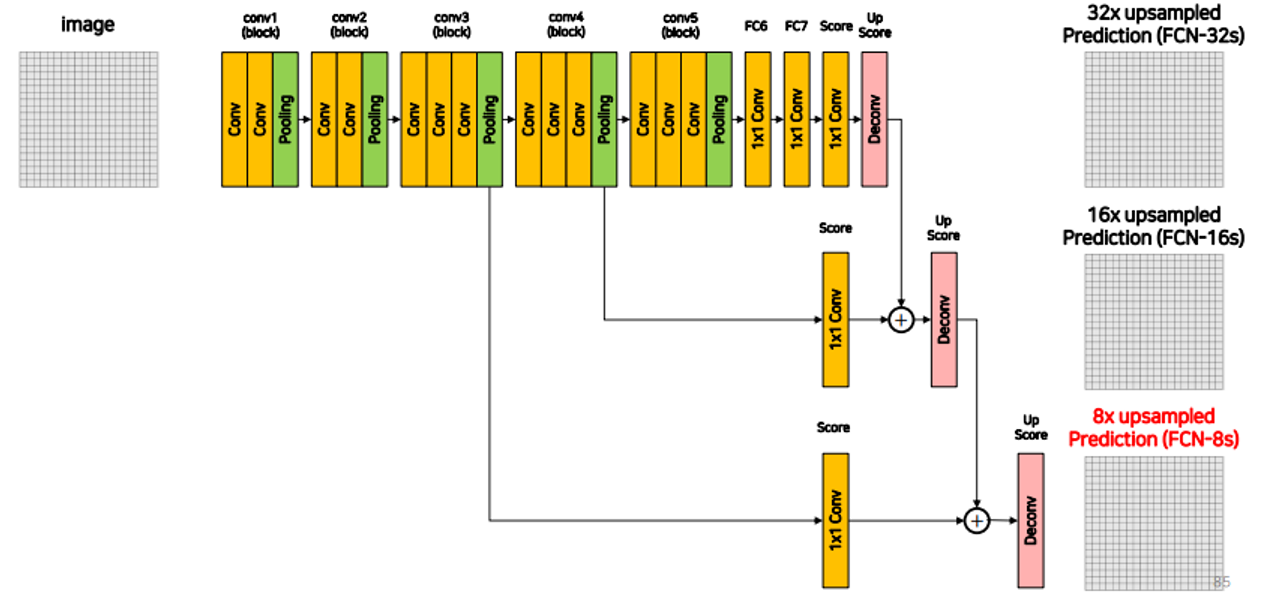 image
conv1
(block)
conv2
(block)
conv3
(block)
conv4
(block)
conv5
(block)
FC6
FC7
Score
Up
Score
32x upsampled
Prediction (FCN-32s)
Conv
Conv
Pooling
Conv
Conv
Pooling
Conv
Conv
Conv
Pooling
Conv
Conv
Conv
Pooling
Conv
Conv
Conv
Pooling
1x1 Conv
1x1 Conv
1x1 Conv
Deconv
Score
Up
Score
16x upsampled
Prediction (FCN-16s)
1x1 Conv
+
Deconv
Score
Up
Score
8x upsampled
Prediction (FCN-8s)
1x1 Conv
+
Deconv
85